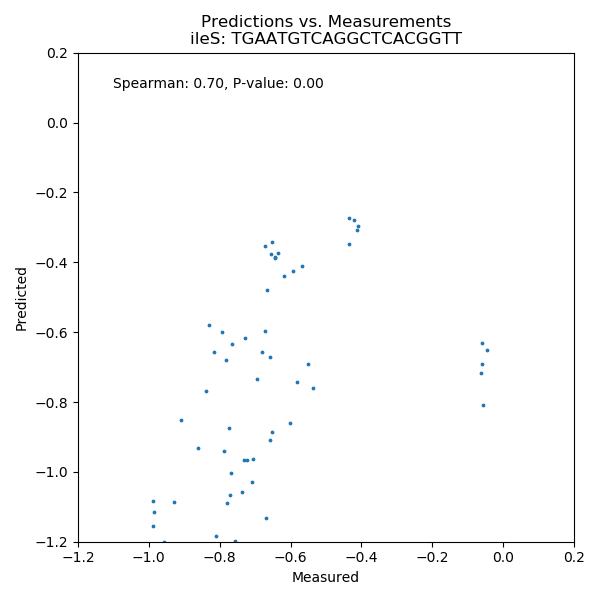 Predictions vs. Measurements
ileS: TGAATGTCAGGCTCACGGTT
Spearman: 0.70, P-value: 0.00
0.2
0.0
−0.2
−0.4
−0.6
−0.8
−1.0
−1.2
Predicted
−1.2 −1.0 −0.8 −0.6 −0.4 −0.2 0.0 0.2
Measured